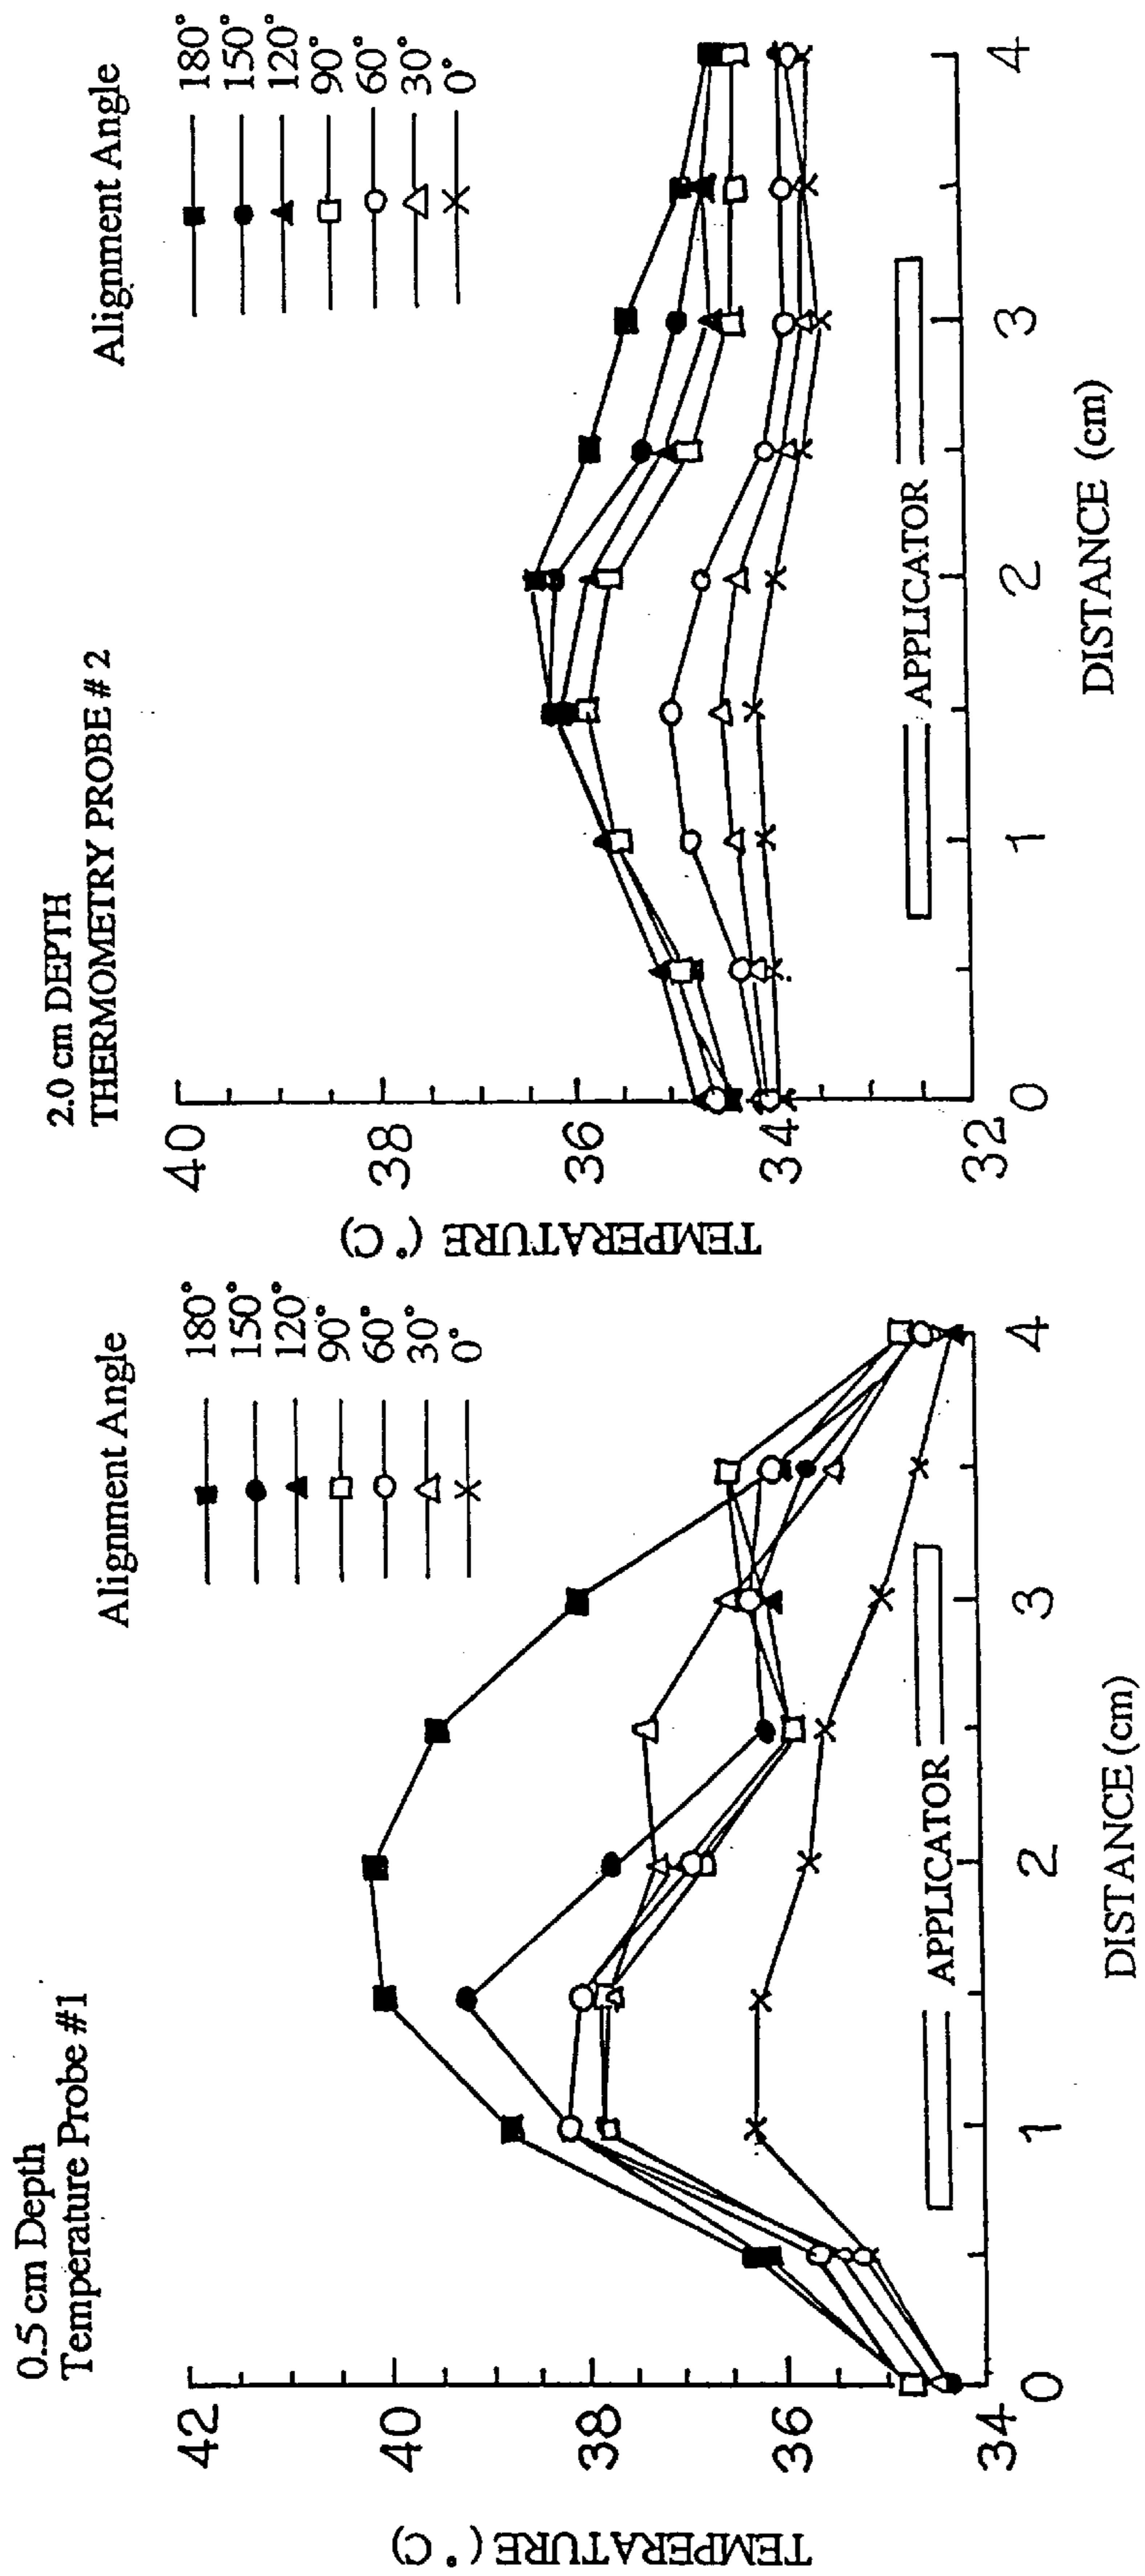 0.5 cm Depth
Temperature Probe #1
Alignment Angle
180°
150°
120°
90°
60°
30°
0°
TEMPERATURE (°C)
42
40
38
36
34
APPLICATOR
0
1
2
3
4
DISTANCE (cm)
2.0 cm DEPTH
THERMOMETRY PROBE # 2
Alignment Angle
180°
150°
120°
90°
60°
30°
0°
TEMPERATURE (°C)
40
38
36
34
32
APPLICATOR
0
1
2
3
4
DISTANCE (cm)